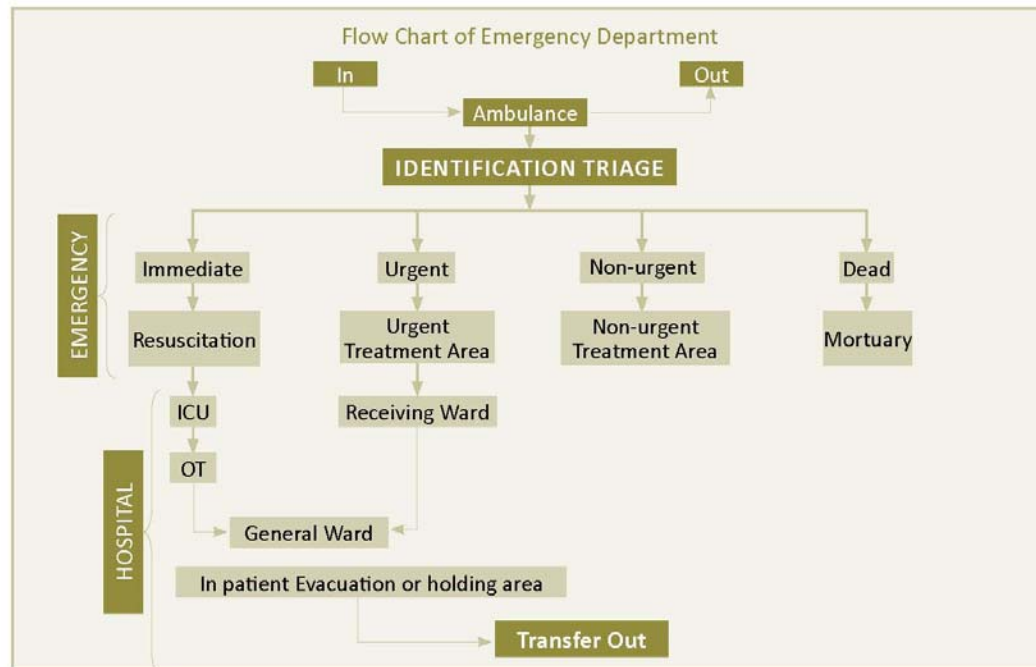 Flow Chart of Emergency Department
In
Out
Ambulance
IDENTIFICATION TRIAGE
EMERGENCY
Immediate
Urgent
Non-urgent
Dead
Resuscitation
Urgent
Treatment Area
Non-urgent
Treatment Area
Mortuary
HOSPITAL
ICU
Receiving Ward
OT
General Ward
In patient Evacuation or holding area
Transfer Out